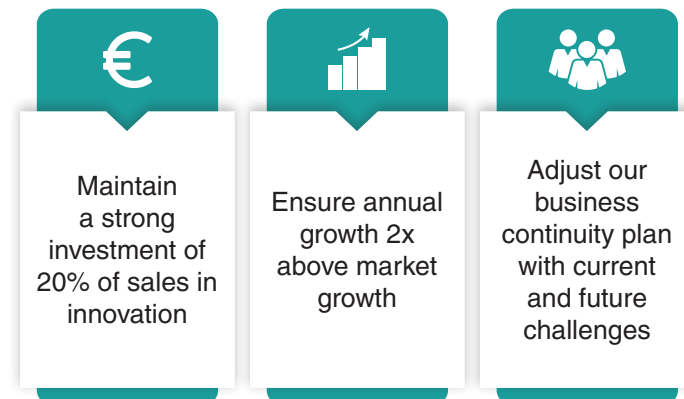 €
Maintain
a strong
investment of
20% of sales in
innovation
Ensure annual
growth 2x
above market
growth
Adjust our
business
continuity plan
with current
and future
challenges